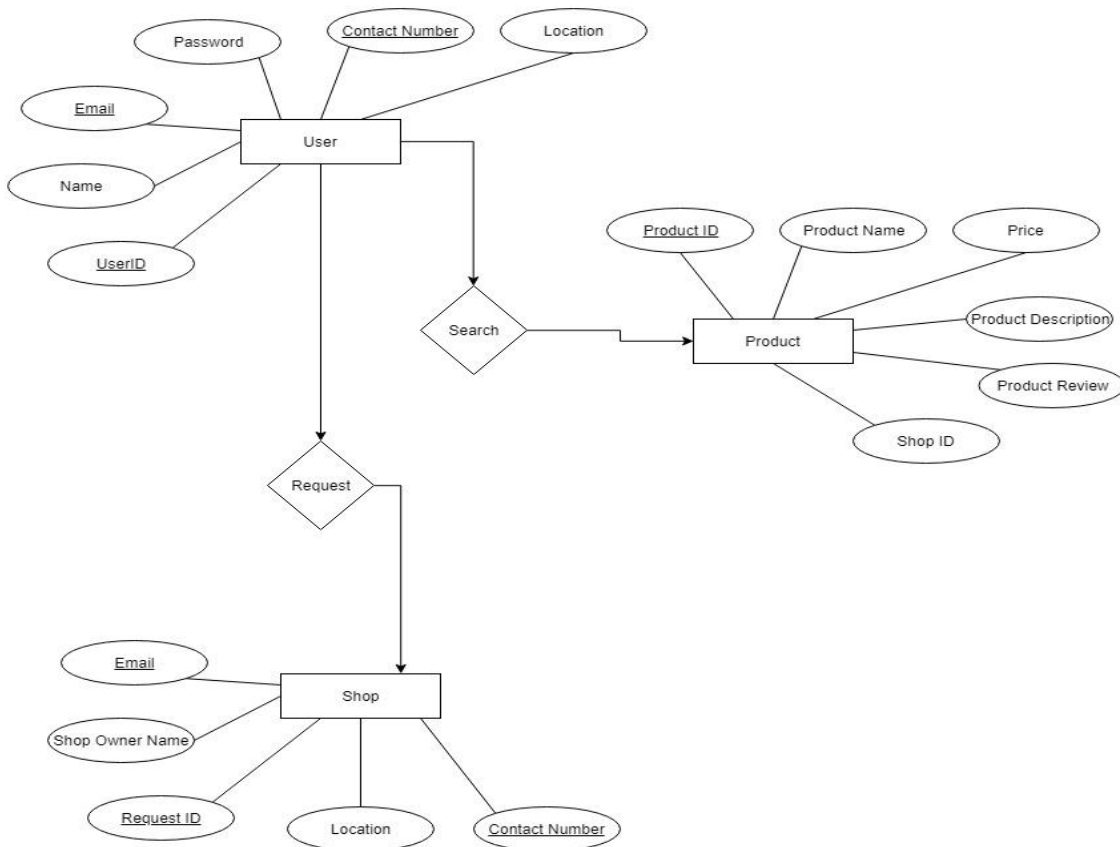 Password
Contact Number
Location
Email
User
Name
UserID
Product ID
Product Name
Price
Search
Product
Product Description
Product Review
Shop ID
Request
Email
Shop
Shop Owner Name
Request ID
Location
Contact Number